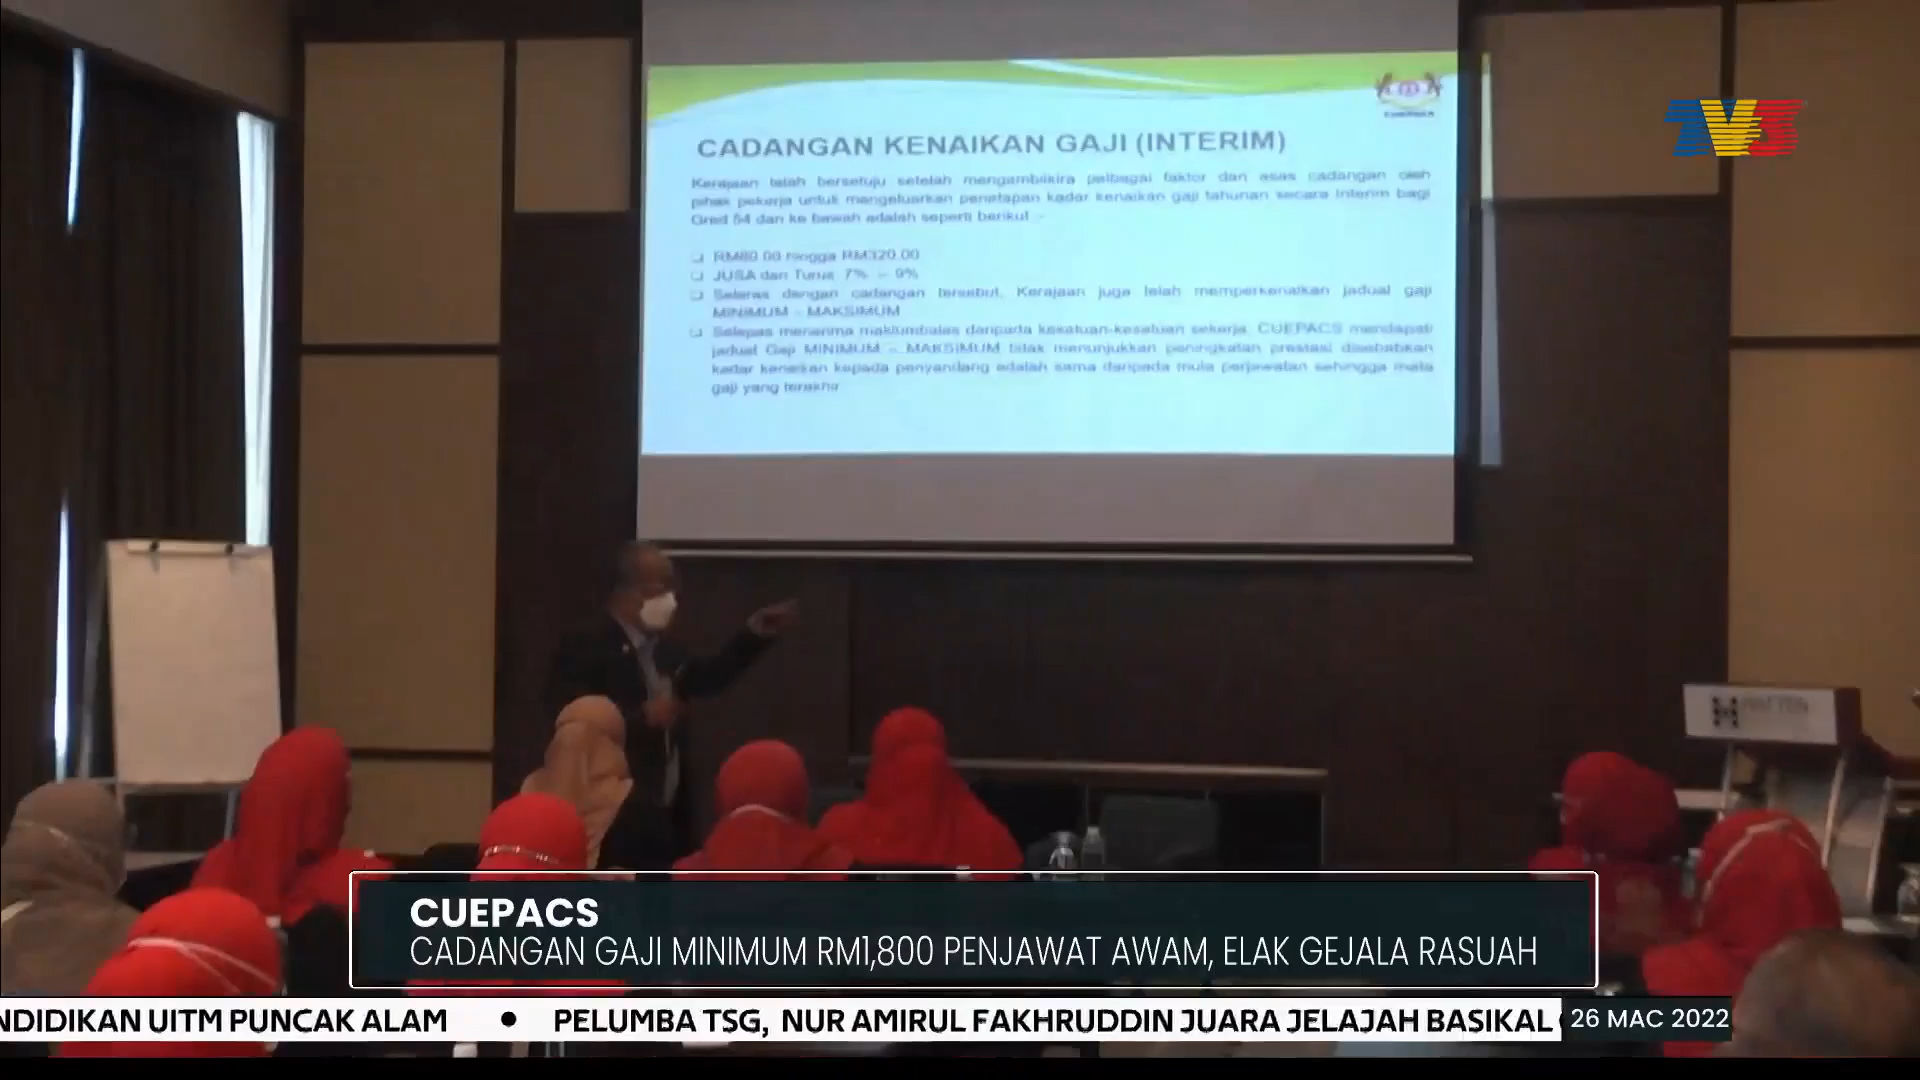 TV3
CADANGAN KENAIKAN GAJI (INTERIM)
Kerajaan telah bersetuju setelah mengambilkira pelbagai faktor dan asas cadangan oleh
pihak pekerja untuk mengeluarkan penetapan kadar kenaikan gaji tahunan secara Interim bagi
Gred 54 dan ke bawah adalah seperti berikut :-
❑ RM80.00 hingga RM320.00
❑ JUSA dan Turus 7% – 9%
❑ Selaras dengan cadangan tersebut, Kerajaan juga telah memperkenalkan jadual gaji
MINIMUM – MAKSIMUM
❑ Selepas menerima maklumbalas daripada kesatuan-kesatuan sekerja, CUEPACS mendapati
jadual Gaji MINIMUM – MAKSIMUM tidak menunjukkan peningkatan prestasi disebabkan
kadar kenaikan kepada penyandang adalah sama daripada mula perjawatan sehingga mata
gaji yang terakhir
HATTEN
CUEPACS
CADANGAN GAJI MINIMUM RM1,800 PENJAWAT AWAM, ELAK GEJALA RASUAH
NDIDIKAN UITM PUNCAK ALAM • PELUMBA TSG, NUR AMIRUL FAKHRUDDIN JUARA JELAJAH BASIKAL
26 MAC 2022